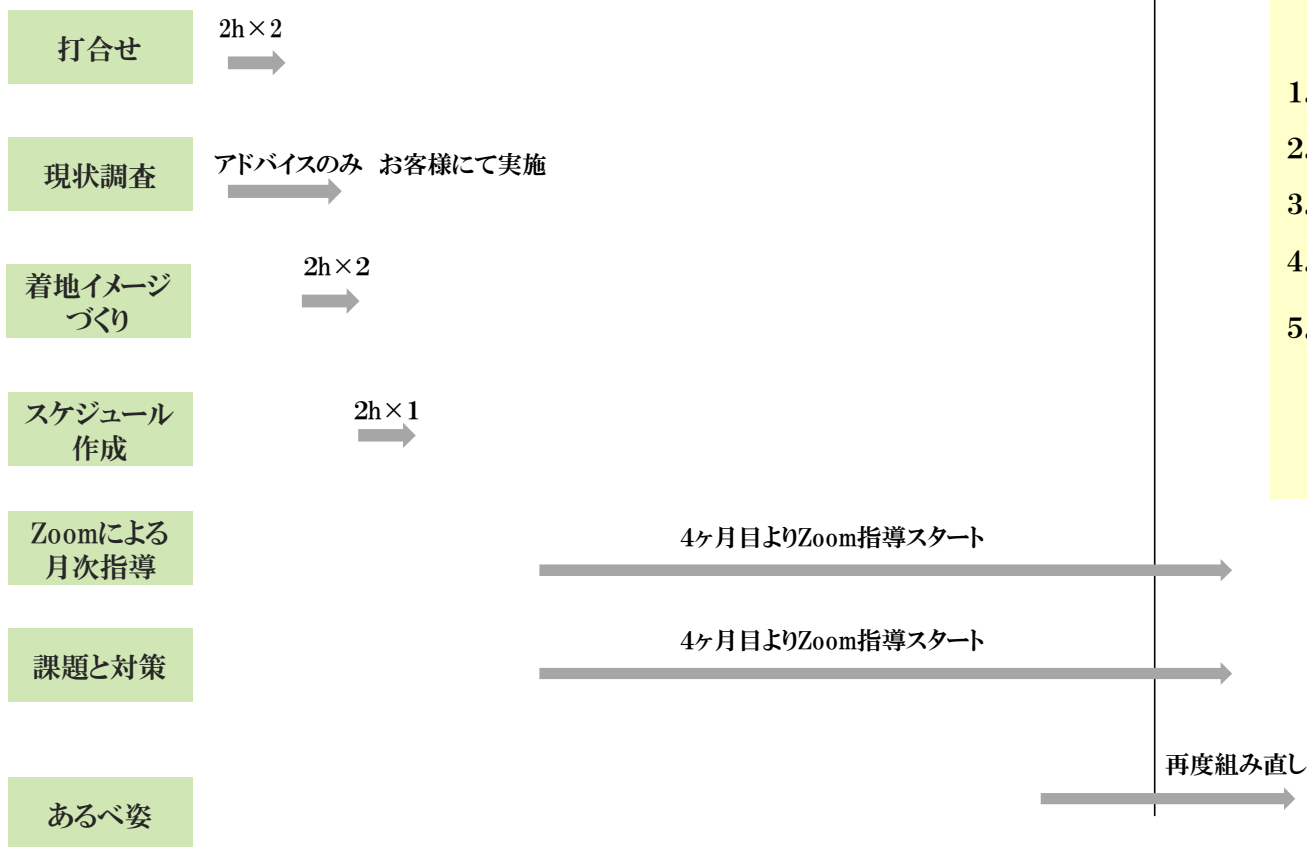 打合せ
2h×2
現状調査
アドバイスのみ お客様にて実施
着地イメージ
づくり
2h×2
スケジュール
作成
2h×1
Zoomによる
月次指導
4ヶ月目よりZoom指導スタート
課題と対策
4ヶ月目よりZoom指導スタート
あるべ姿
再度組み直し
1.
2.
3.
4.
5.